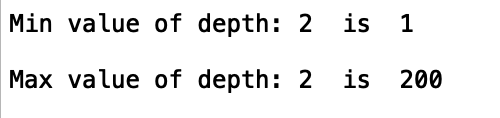 Min value of depth: 2  is  1
Max value of depth: 2  is  200